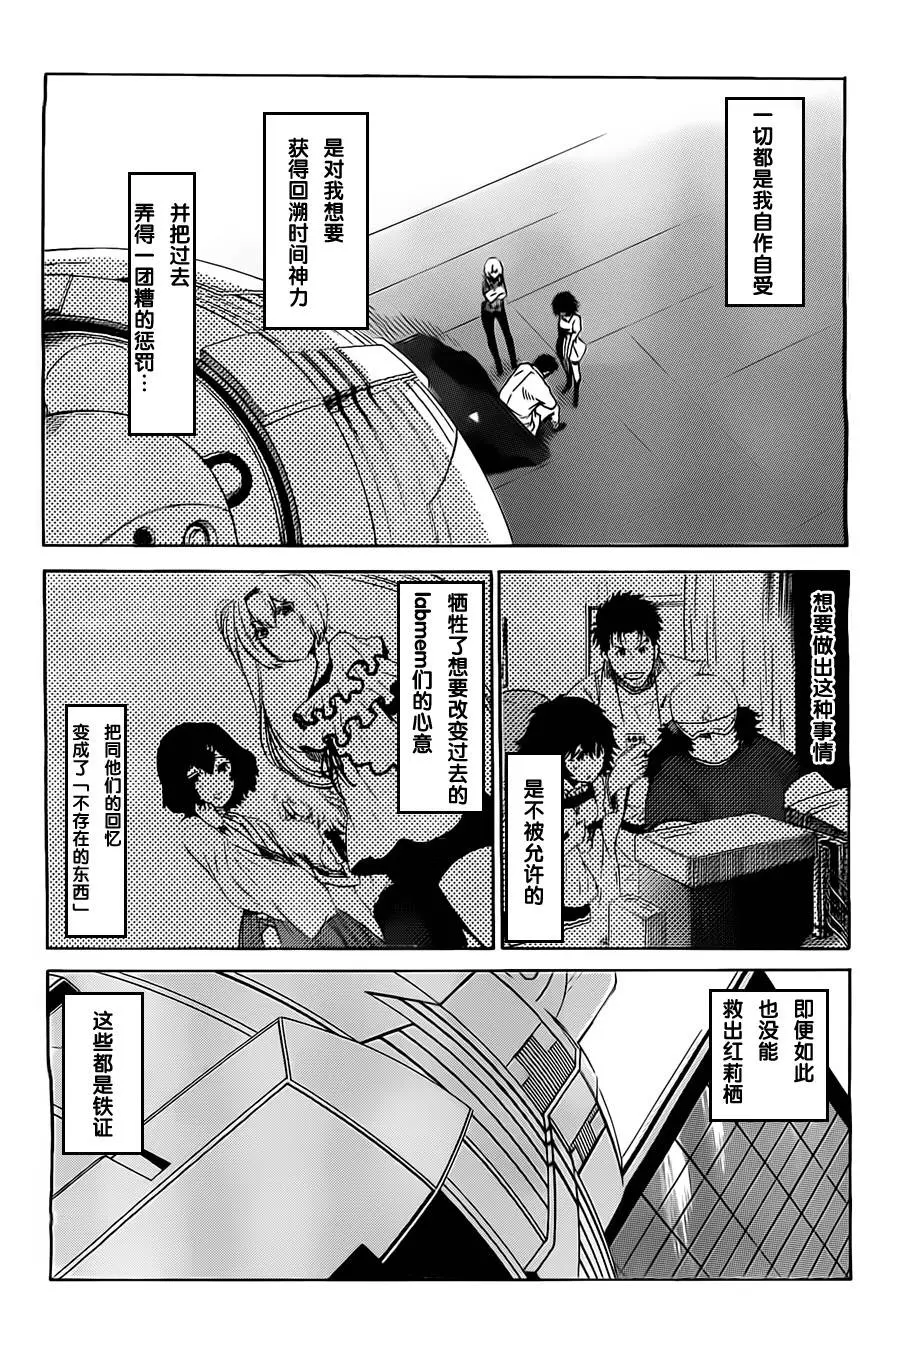 一切都是我自作自受
是对我想要
获得回溯时间神力
并把过去
弄得一团糟的惩罚…
想要做出这种事情
是不被允许的
牺牲了想要改变过去的
labmem们的心意
把同他们的回忆
变成了「不存在的东西」
即便如此
也没能
救出红莉栖
这些都是铁证